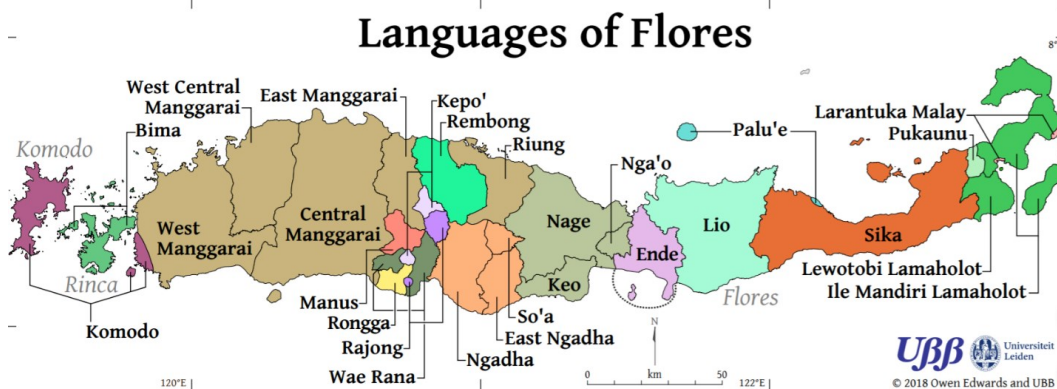 Languages of Flores
8°
West Central
Manggarai
Bima
East Manggarai
Kepo'
Rembong
Riung
Nga'o
Palu'e
Larantuka Malay
Pukaunu
Komodo
West
Manggarai
Central
Manggarai
Nage
Ende
Lio
Sika
Rinca
Keo
Flores
Lewotobi Lamaholot
Ile Mandiri Lamaholot
Komodo
Manus
Rongga
Rajong
Wae Rana
So'a
East Ngadha
Ngadha
N
0 km 50
120°E
122°E
UBB
Universiteit
Leiden
© 2018 Owen Edwards and UBB